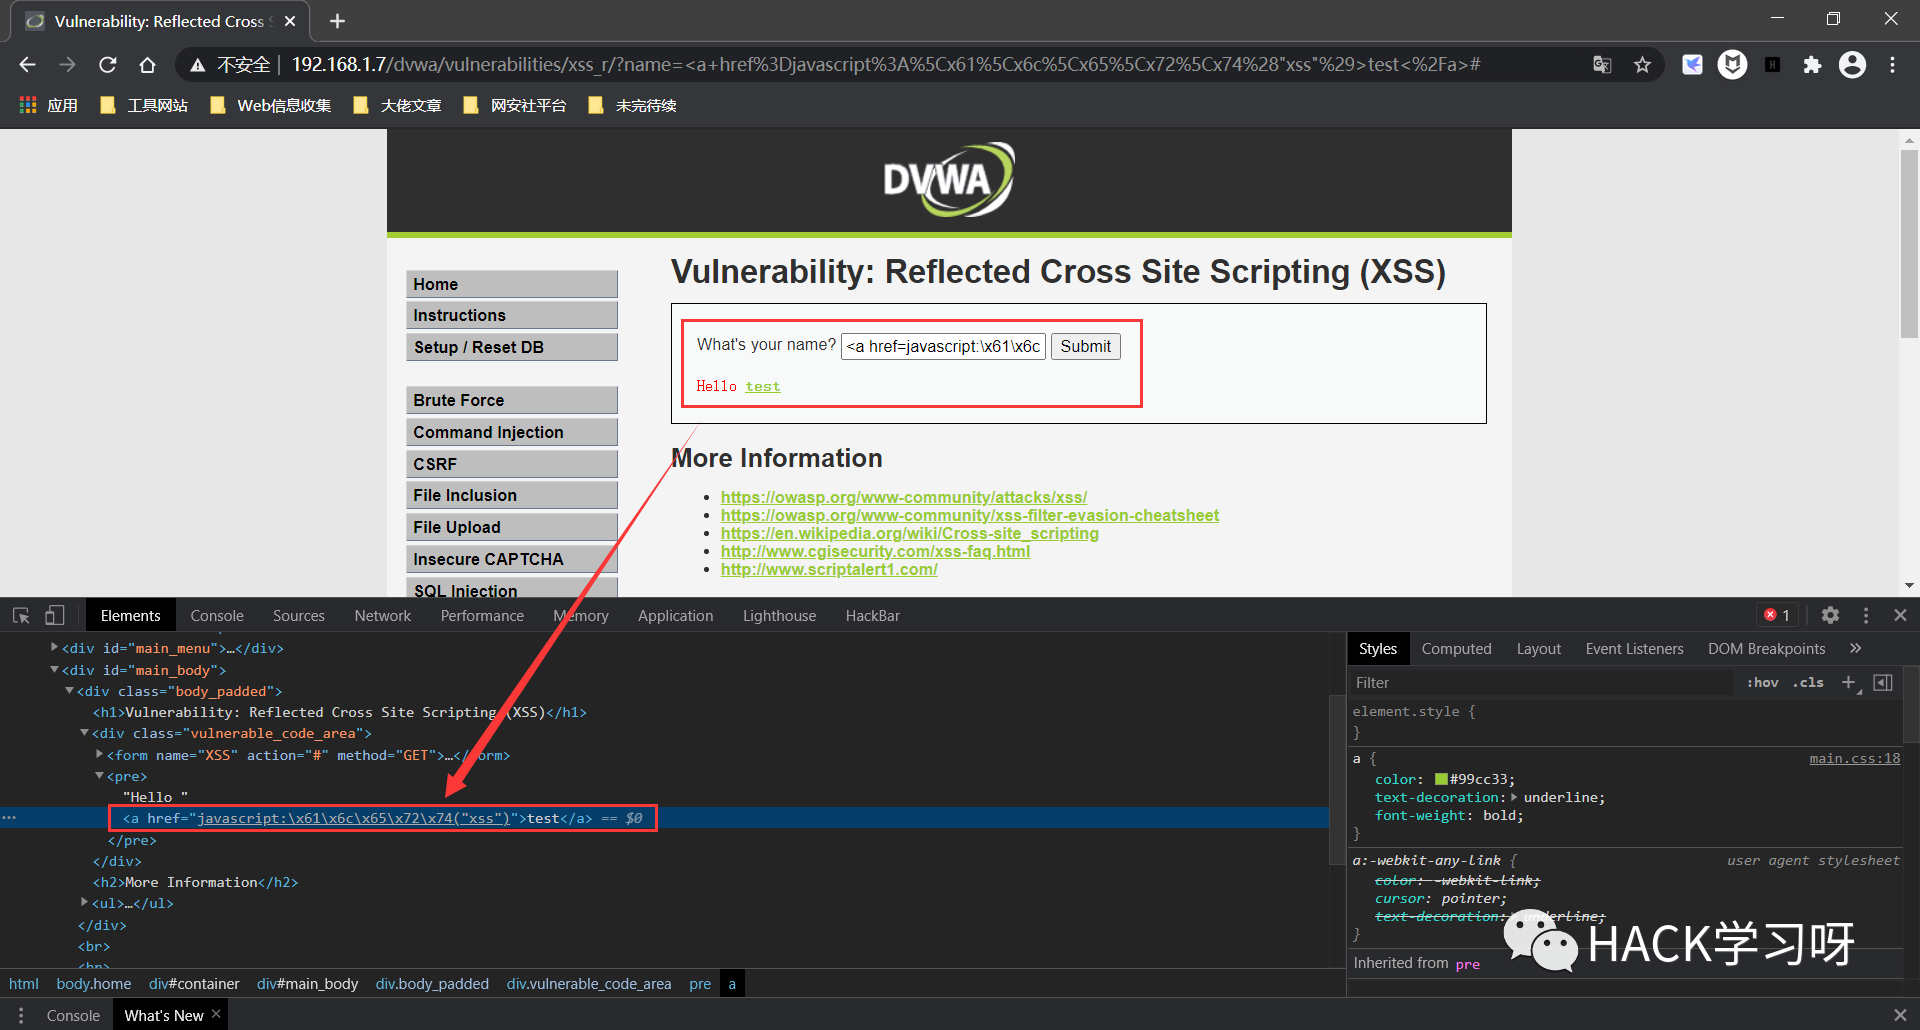 Vulnerability: Reflected Cross S
不安全 | 192.168.1.7/dvwa/vulnerabilities/xss_r/?name=<a+href%3Djavascript%3A%5Cx61%5Cx6c%5Cx65%5Cx72%5Cx74%28"xss"%29>test<%2Fa>#
应用 工具网站 Web信息收集 大佬文章 网安社平台 未完待续
DVWA
Vulnerability: Reflected Cross Site Scripting (XSS)
Home
Instructions
Setup / Reset DB
Brute Force
Command Injection
CSRF
File Inclusion
File Upload
Insecure CAPTCHA
SQL Injection
What's your name? <a href=javascript:\x61\x6c Submit
Hello test
More Information
https://owasp.org/www-community/attacks/xss/
https://owasp.org/www-community/xss-filter-evasion-cheatsheet
https://en.wikipedia.org/wiki/Cross-site_scripting
http://www.cgisecurity.com/xss-faq.html
http://www.scriptalert1.com/
Elements Console Sources Network Performance Memory Application Lighthouse HackBar 1
<div id="main_menu">…</div>
<div id="main_body">
<div class="body_padded">
<h1>Vulnerability: Reflected Cross Site Scripting (XSS)</h1>
<div class="vulnerable_code_area">
<form name="XSS" action="#" method="GET">…</form>
<pre>
"Hello "
<a href="javascript:\x61\x6c\x65\x72\x74("xss")">test</a> == $0
</pre>
</div>
<h2>More Information</h2>
<ul>…</ul>
</div>
<br>
<br>
html body.home div#container div#main_body div.body_padded div.vulnerable_code_area pre a
Console What's New
Styles Computed Layout Event Listeners DOM Breakpoints »
Filter :hov .cls +
element.style {
}
a { main.css:18
color: #99cc33;
text-decoration: underline;
font-weight: bold;
}
a:-webkit-any-link { user agent stylesheet
color: -webkit-link;
cursor: pointer;
text-decoration: underline;
}
Inherited from pre
HACK学习呀